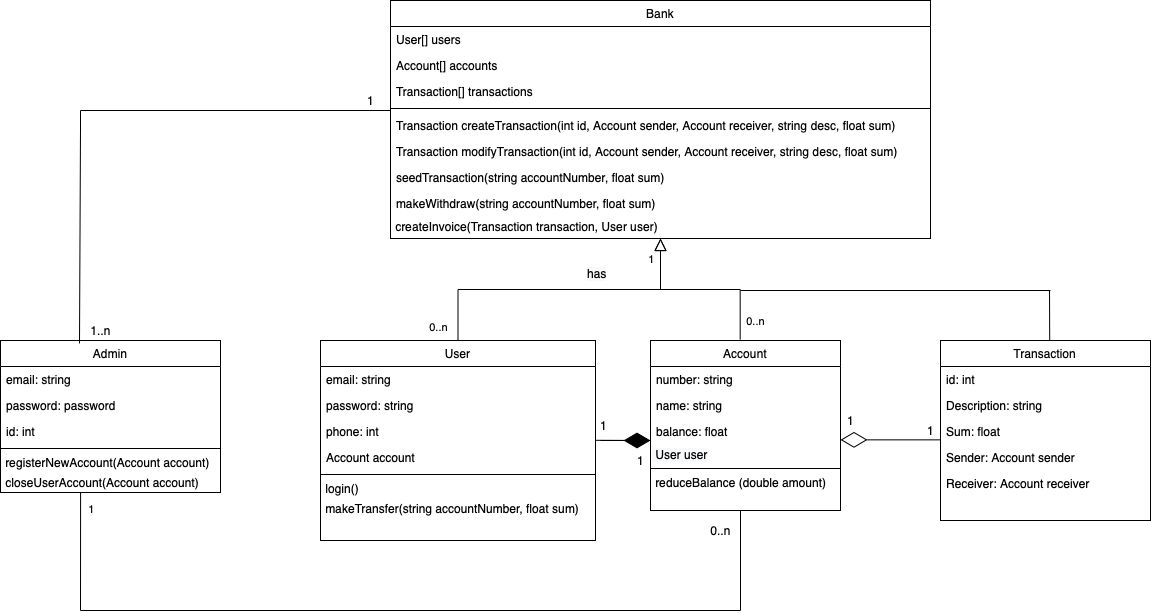 Bank
User[] users
Account[] accounts
Transaction[] transactions
1
Transaction createTransaction(int id, Account sender, Account receiver, string desc, float sum)
Transaction modifyTransaction(int id, Account sender, Account receiver, string desc, float sum)
seedTransaction(string accountNumber, float sum)
makeWithdraw(string accountNumber, float sum)
createInvoice(Transaction transaction, User user)
1
has
1..n
0..n
0..n
Admin
email: string
password: password
id: int
registerNewAccount(Account account)
closeUserAccount(Account account)
1
User
email: string
password: string
phone: int
Account account
login()
makeTransfer(string accountNumber, float sum)
1
1
Account
number: string
name: string
balance: float
User user
reduceBalance (double amount)
0..n
1
1
Transaction
id: int
Description: string
Sum: float
Sender: Account sender
Receiver: Account receiver